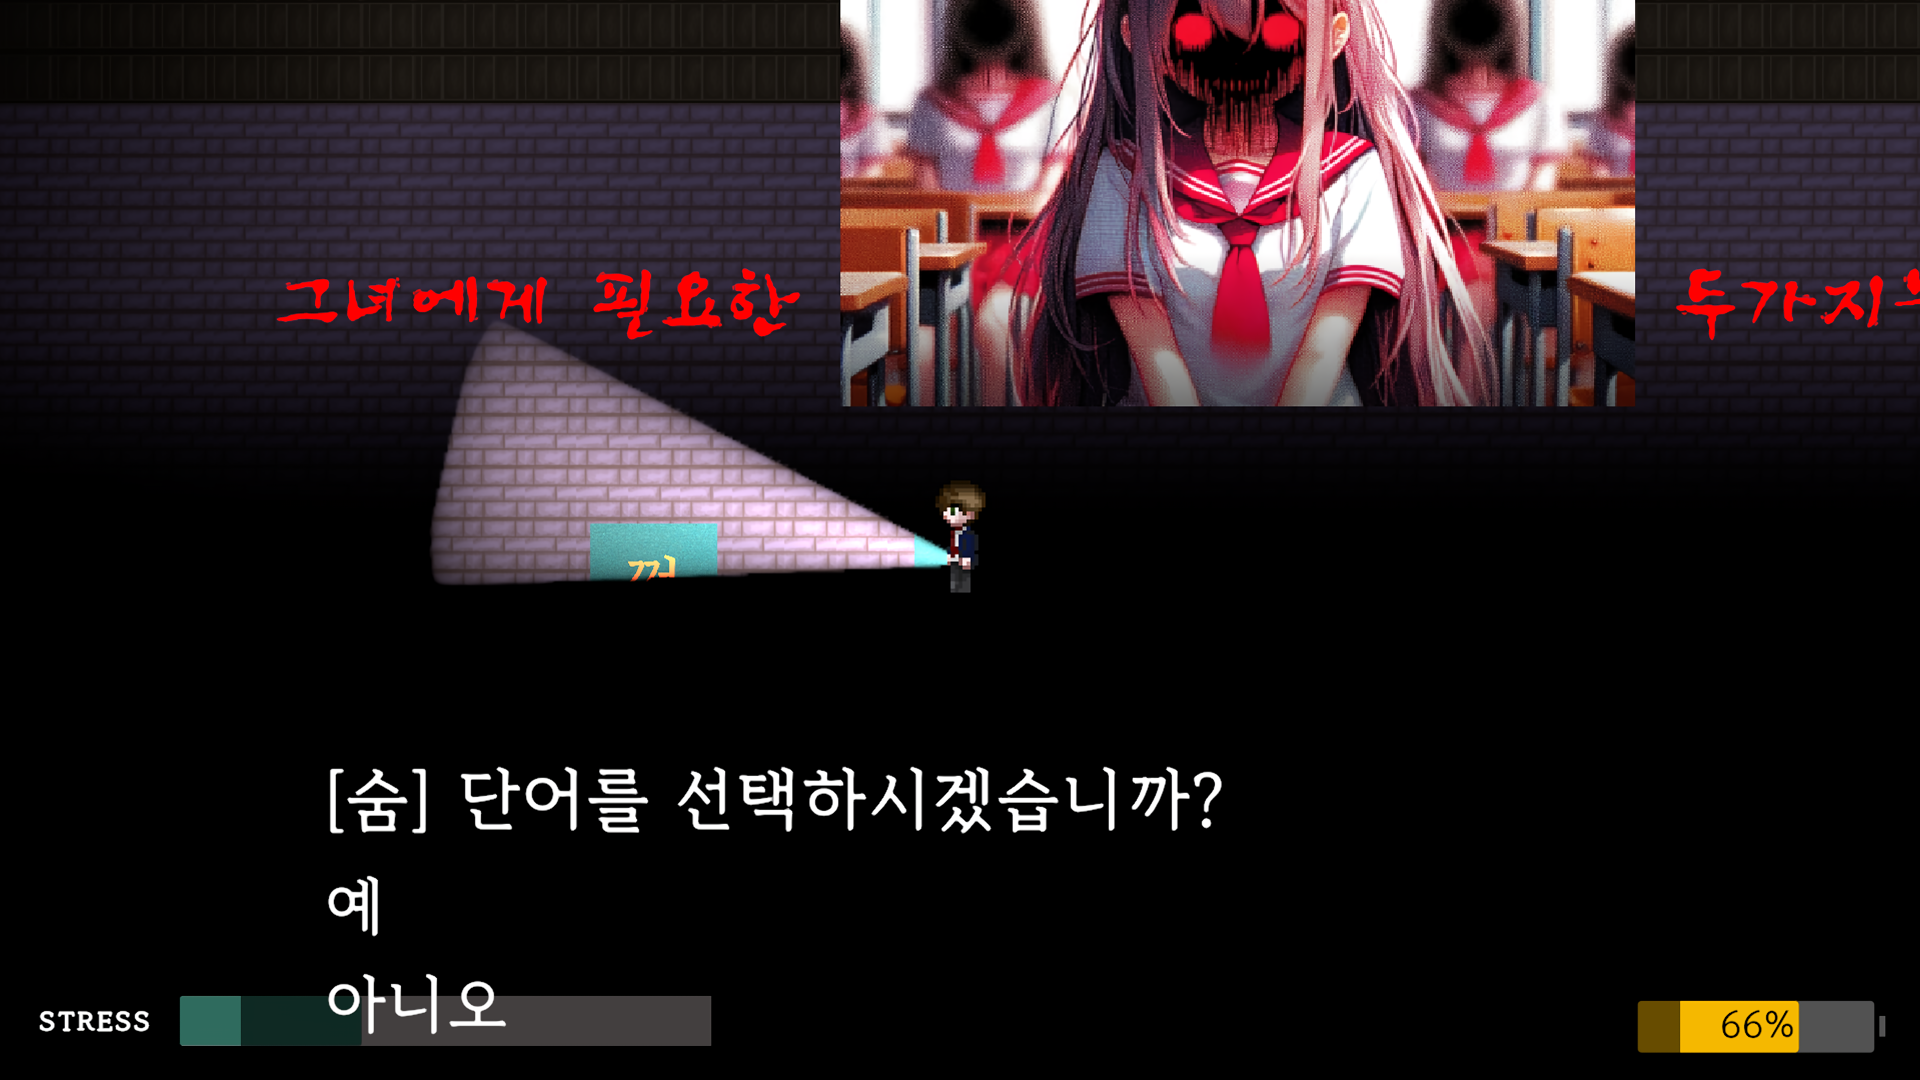 그녀에게 필요한 두가지
꺾
[숨] 단어를 선택하시겠습니까?
예
아니오
STRESS
66%